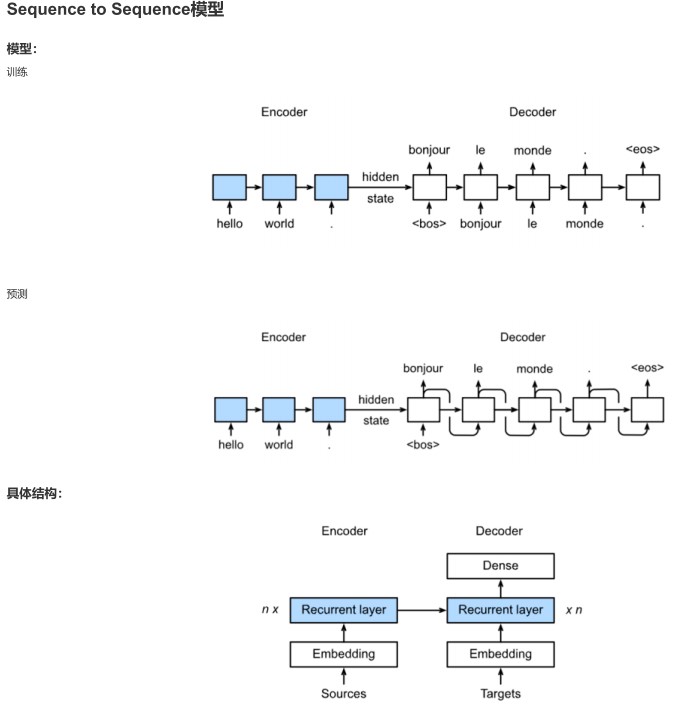 Sequence to Sequence模型
模型：
训练
Encoder Decoder
bonjour le monde . <eos>
hidden
state
hello world . <bos> bonjour le monde .
预测
Encoder Decoder
bonjour le monde . <eos>
hidden
state
hello world . <bos>
具体结构：
Encoder Decoder
Dense
n x Recurrent layer Recurrent layer x n
Embedding Embedding
Sources Targets